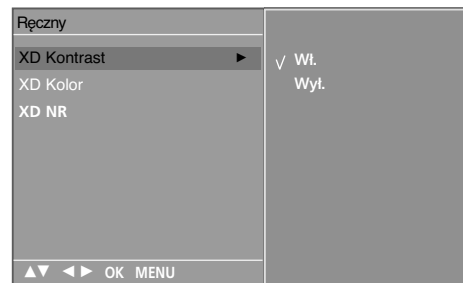 Ręczny
XD Kontrast ►
XD Kolor
XD NR
√ Wł.
Wył.
▲▼ ◄► OK MENU